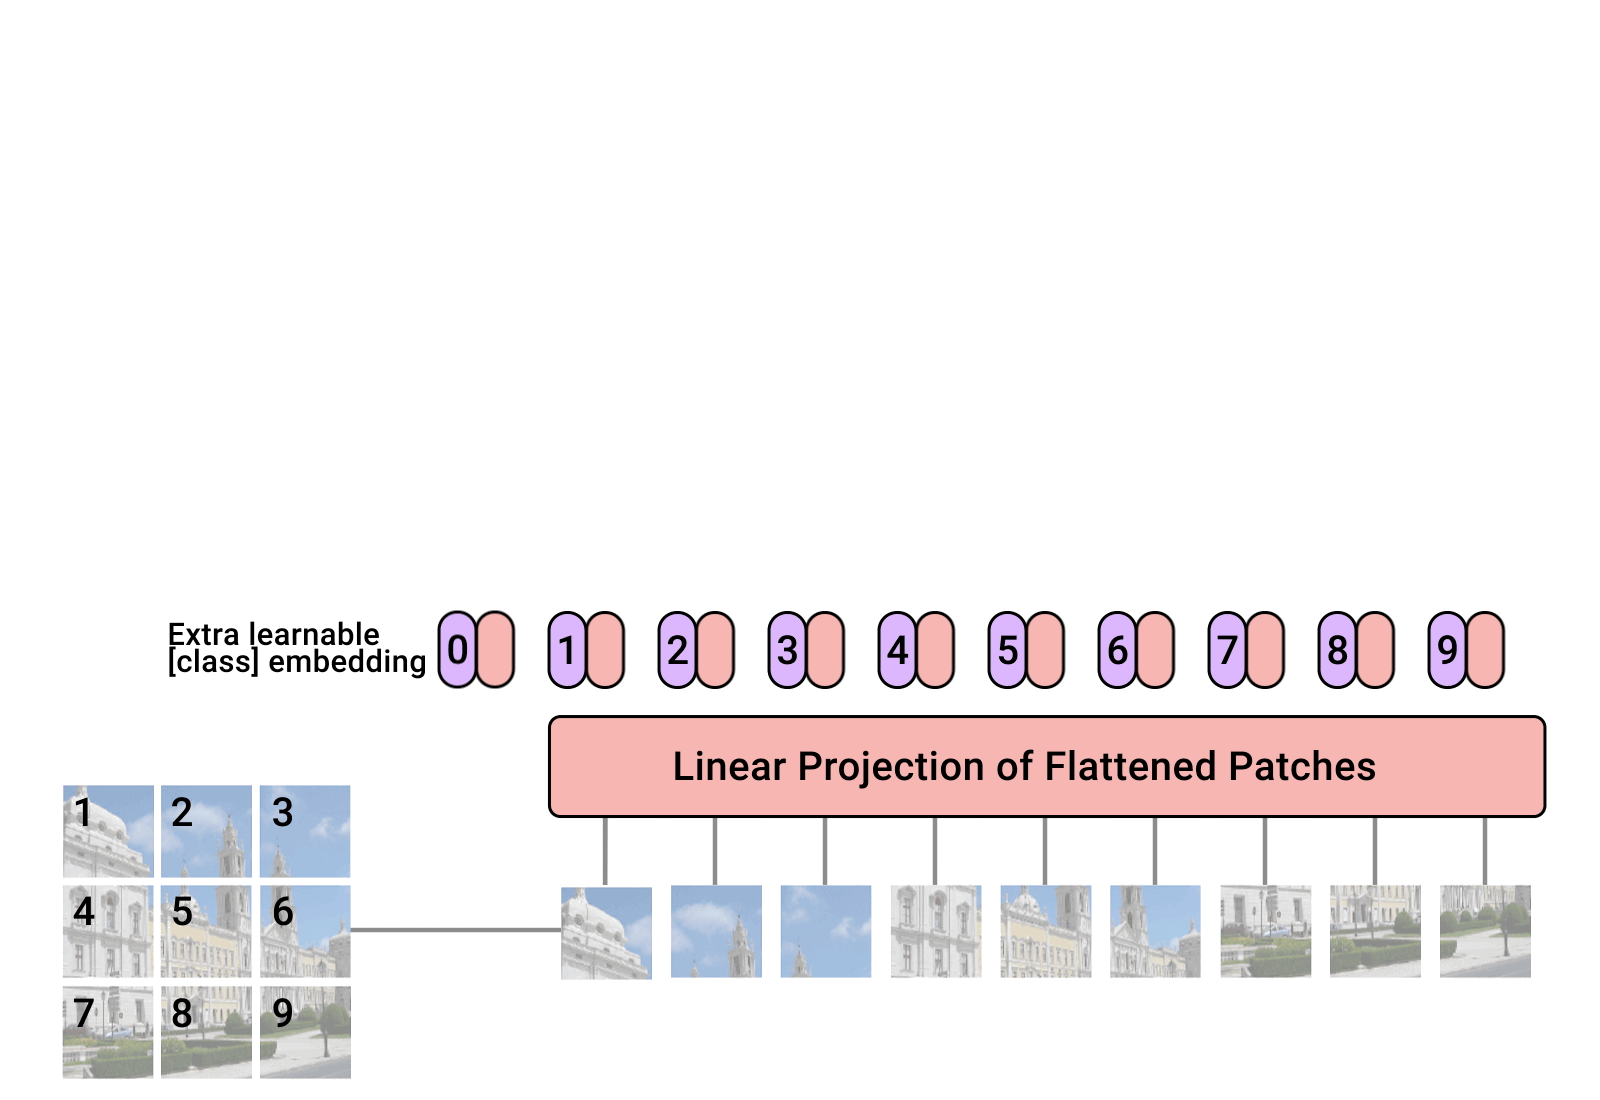 Extra learnable
[class] embedding
0 1 2 3 4 5 6 7 8 9
Linear Projection of Flattened Patches
1 2 3
4 5 6
7 8 9